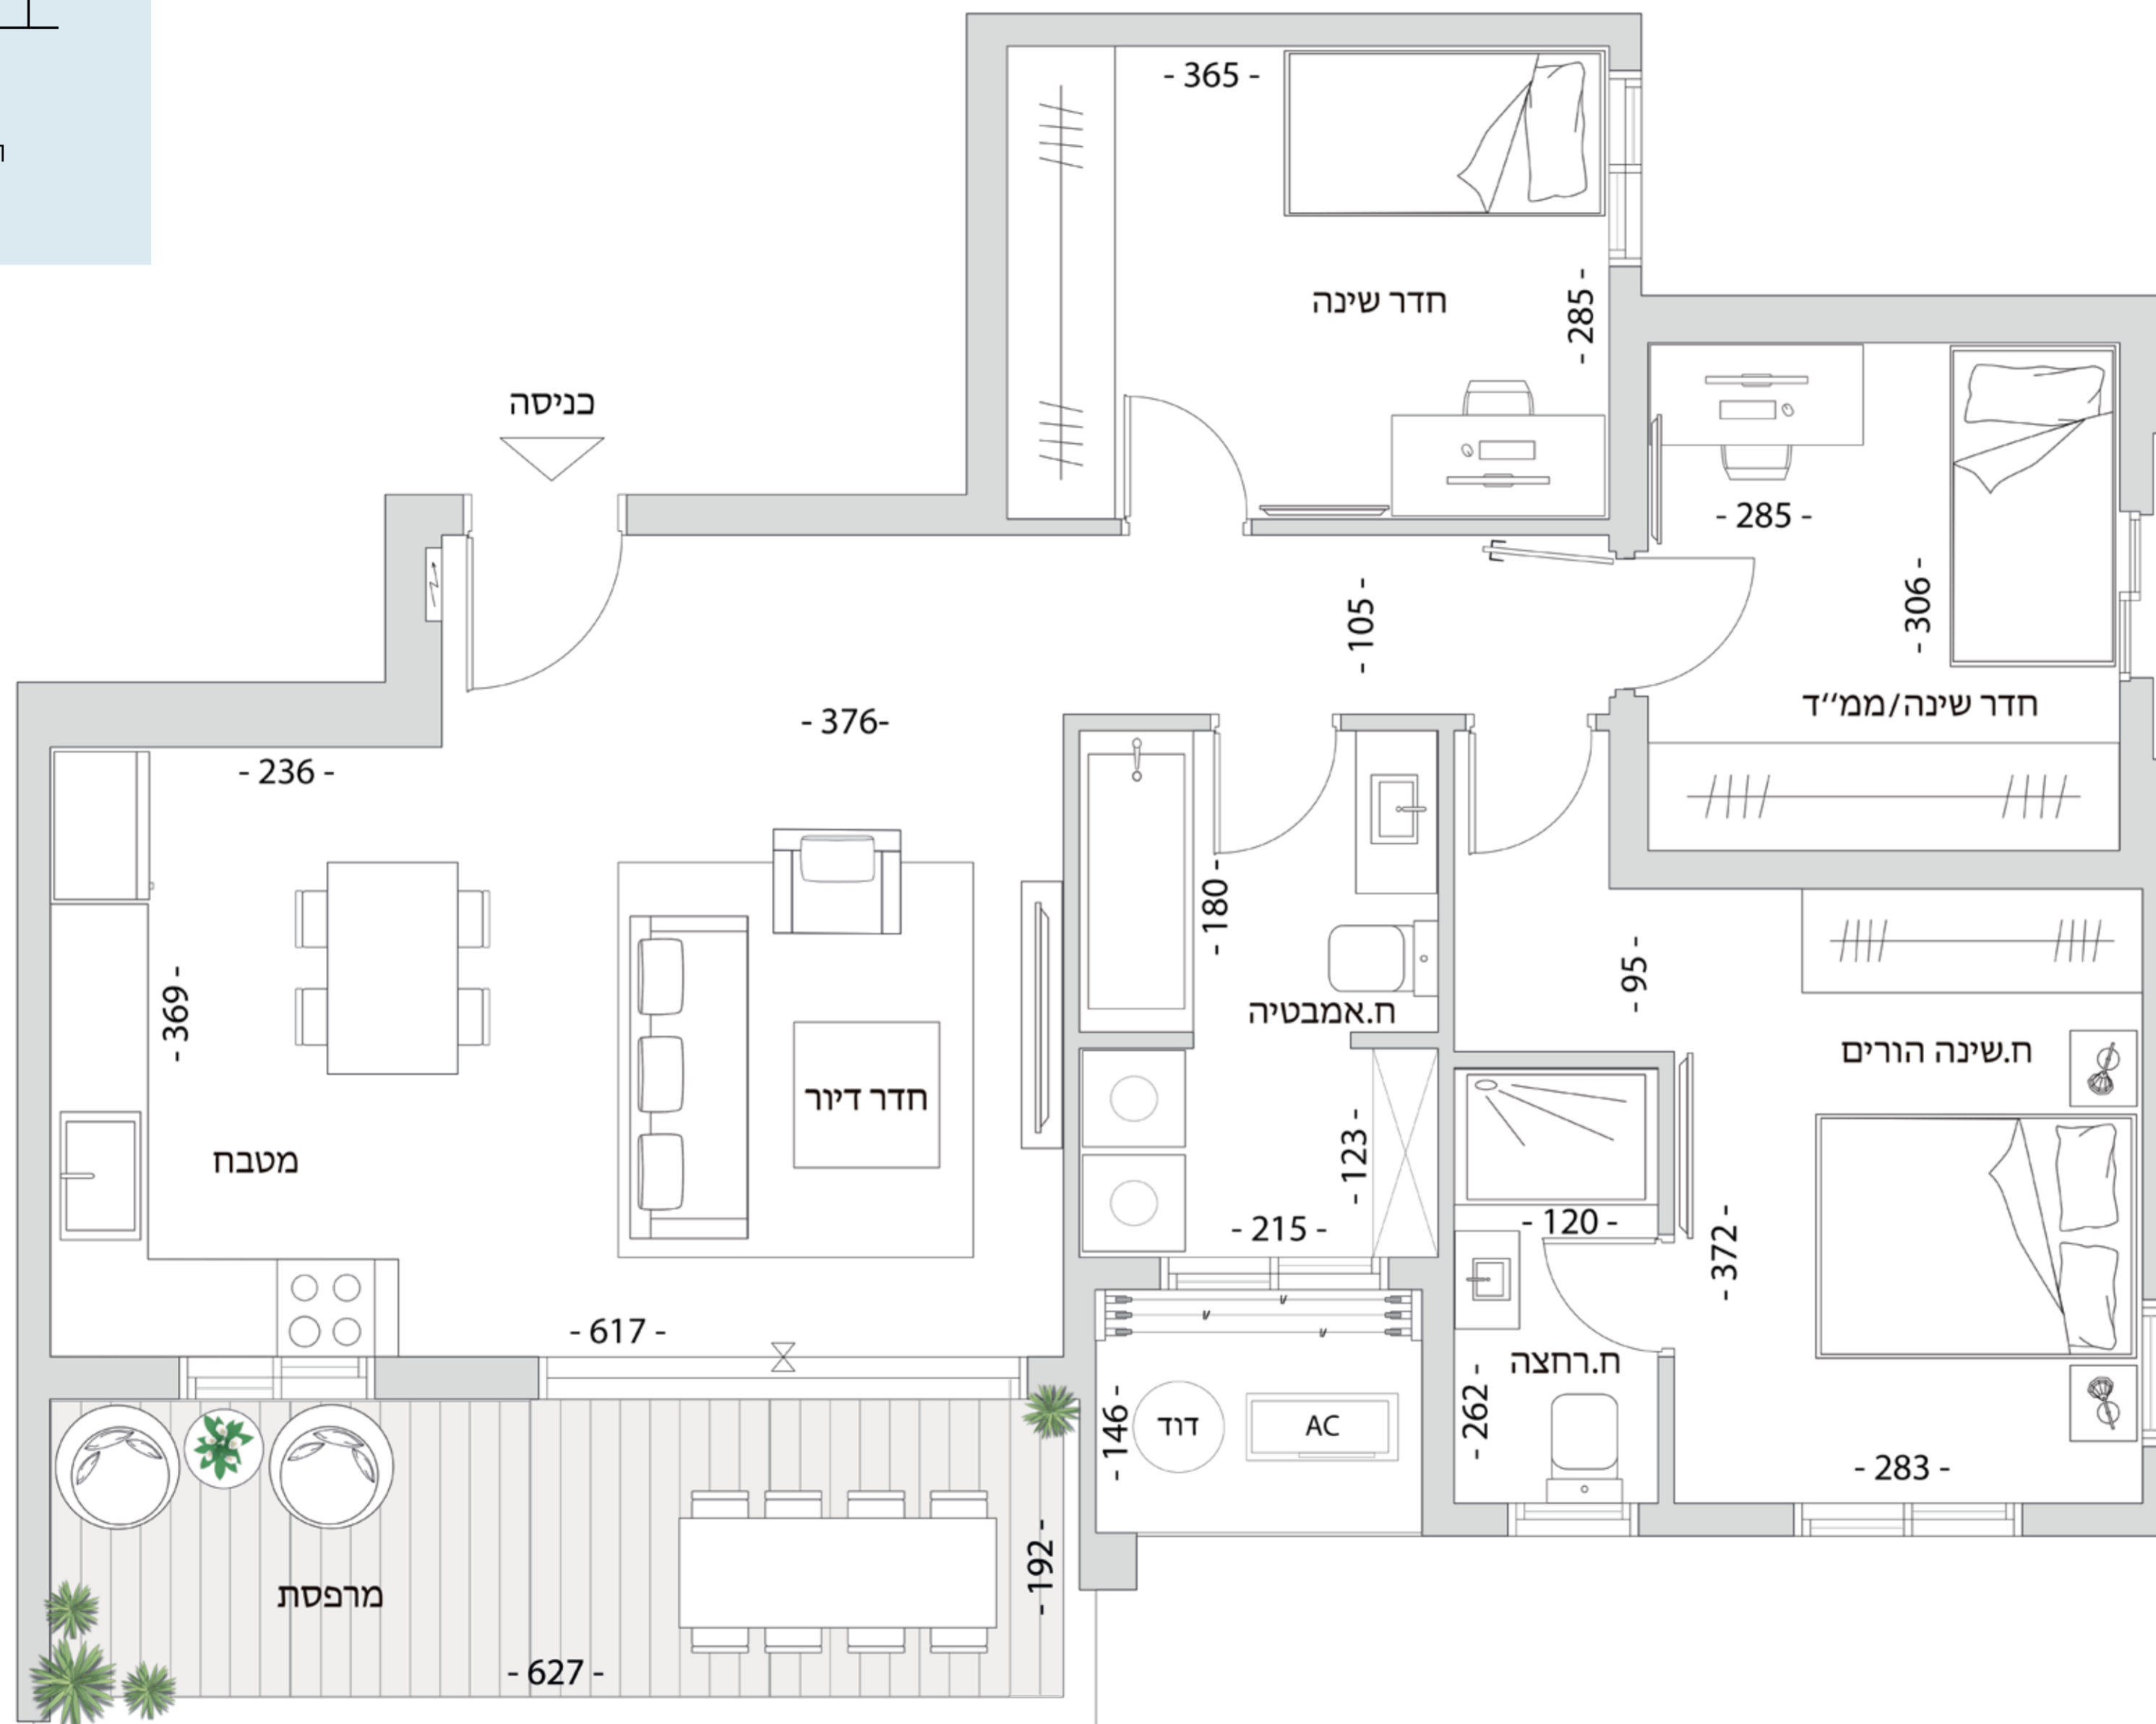 - 365 -
חדר שינה
- 285 -
כניסה
- 285 -
- 306 -
חדר שינה/ממ״ד
- 105 -
- 376-
- 236 -
- 180 -
ח.אמבטיה
- 95 -
ח.שינה הורים
- 369 -
חדר דיור
מטבח
- 123 -
- 215 -
- 120 -
- 372 -
- 617 -
ח.רחצה
- 262 -
- 146 -
דוד
AC
- 283 -
- 192 -
מרפסת
- 627 -